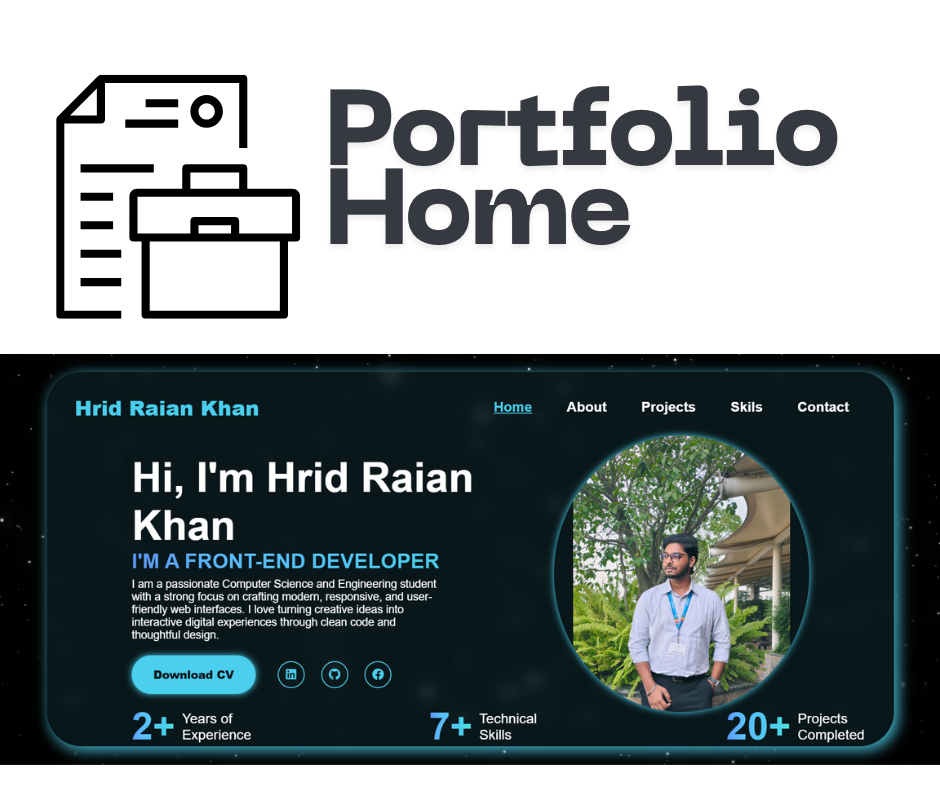 Portfolio
Home
Hrid Raian Khan
Home About Projects Skils Contact
Hi, I'm Hrid Raian
Khan
I'M A FRONT-END DEVELOPER
I am a passionate Computer Science and Engineering student
with a strong focus on crafting modern, responsive, and user-
friendly web interfaces. I love turning creative ideas into
interactive digital experiences through clean code and
thoughtful design.
Download CV
2+ Years of
Experience
7+ Technical
Skills
20+ Projects
Completed